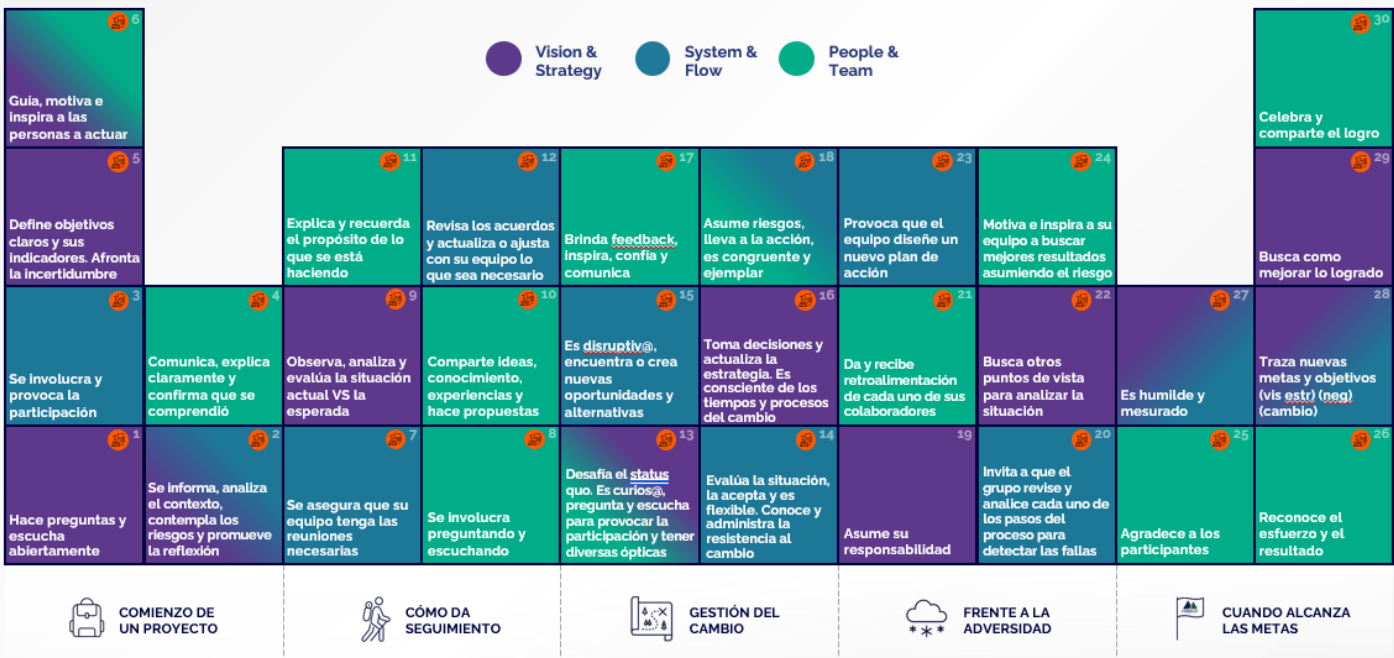 6
Guía, motiva e
inspira a las
personas a actuar
30
Celebra y
comparte el logro
Vision &
Strategy
System &
Flow
People &
Team
5
Define objetivos
claros y sus
indicadores. Afronta
la incertidumbre
11
Explica y recuerda
el propósito de lo
que se está
haciendo
12
Revisa los acuerdos
y actualiza o ajusta
con su equipo lo
que sea necesario
17
Brinda feedback,
inspira, confía y
comunica
18
Asume riesgos,
lleva a la acción,
es congruente y
ejemplar
23
Provoca que el
equipo diseñe un
nuevo plan de
acción
24
Motiva e inspira a su
equipo a buscar
mejores resultados
asumiendo el riesgo
29
Busca como
mejorar lo logrado
3
Se involucra y
provoca la
participación
4
Comunica, explica
claramente y
confirma que se
comprendió
9
Observa, analiza y
evalúa la situación
actual VS la
esperada
10
Comparte ideas,
conocimiento,
experiencias y
hace propuestas
15
Es disruptiv@,
encuentra o crea
nuevas
oportunidades y
alternativas
16
Toma decisiones y
actualiza la
estrategia. Es
consciente de los
tiempos y procesos
del cambio
21
Da y recibe
retroalimentación
de cada uno de sus
colaboradores
22
Busca otros
puntos de vista
para analizar la
situación
27
Es humilde y
mesurado
28
Traza nuevas
metas y objetivos
(vis estr) (neg)
(cambio)
1
Hace preguntas y
escucha
abiertamente
2
Se informa, analiza
el contexto,
contempla los
riesgos y promueve
la reflexión
7
Se asegura que su
equipo tenga las
reuniones
necesarias
8
Se involucra
preguntando y
escuchando
13
Desafía el status
quo. Es curios@,
pregunta y escucha
para provocar la
participación y tener
diversas ópticas
14
Evalúa la situación,
la acepta y es
flexible. Conoce y
administra la
resistencia al
cambio
19
Asume su
responsabilidad
20
Invita a que el
grupo revise y
analice cada uno de
los pasos del
proceso para
detectar las fallas
25
Agradece a los
participantes
26
Reconoce el
esfuerzo y el
resultado
COMIENZO DE
UN PROYECTO
CÓMO DA
SEGUIMIENTO
GESTIÓN DEL
CAMBIO
FRENTE A LA
ADVERSIDAD
CUANDO ALCANZA
LAS METAS